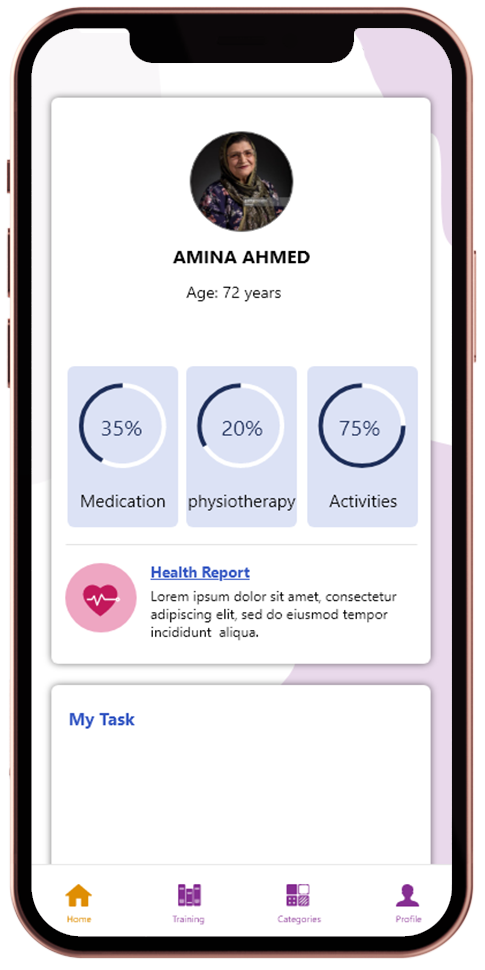 AMINA AHMED
Age: 72 years
35%
20%
75%
Medication
physiotherapy
Activities
Health Report
Lorem ipsum dolor sit amet, consectetur
adipiscing elit, sed do eiusmod tempor
incididunt aliqua.
My Task
Home
Training
Categories
Profile